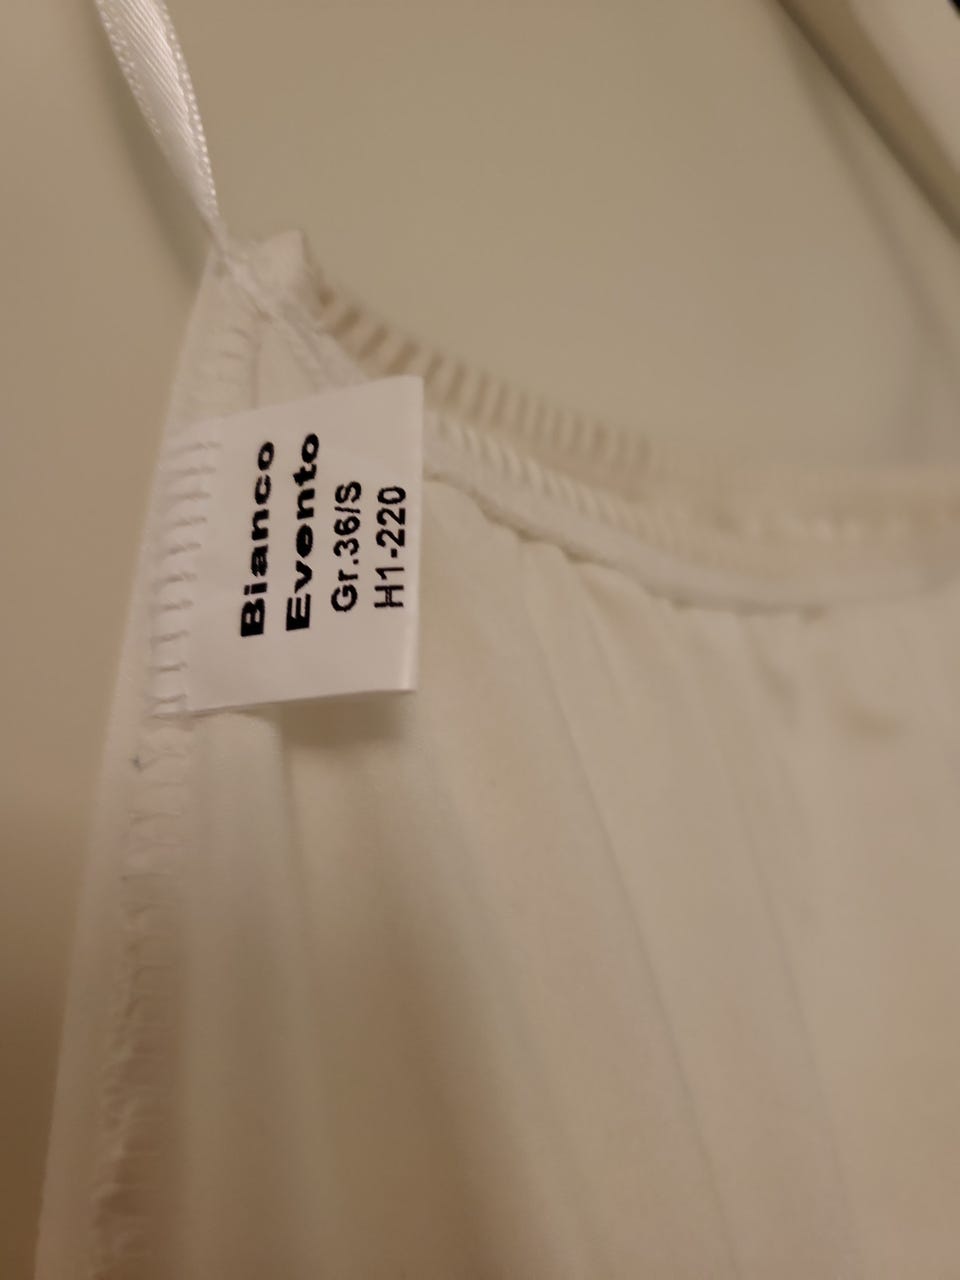 Bianco
Evento
Gr.36/S
H1-220